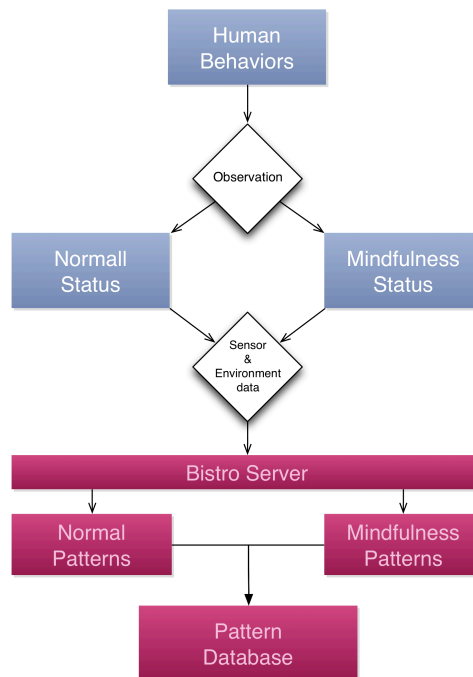 Human
Behaviors
Observation
Normall
Status
Mindfulness
Status
Sensor
&
Environment
data
Bistro Server
Normal
Patterns
Mindfulness
Patterns
Pattern
Database